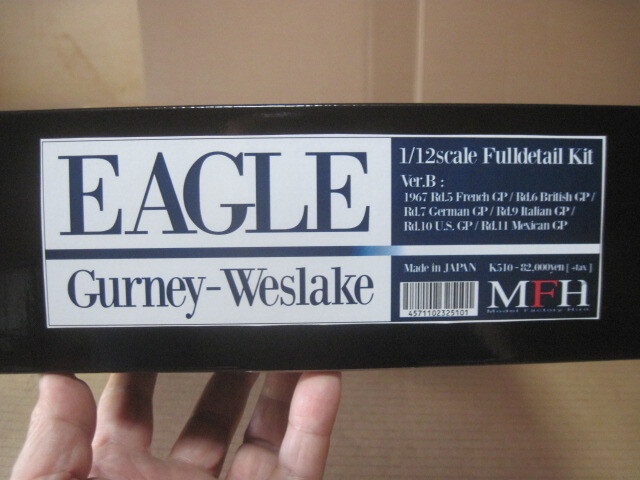 EAGLE
Gurney-Weslake
1/12scale Fulldetail Kit
Ver.B :
1967 Rd.5 French GP / Rd.6 British GP /
Rd.7 German GP / Rd.9 Italian GP /
Rd.10 U.S. GP / Rd.11 Mexican GP
Made in JAPAN K510 - 82,000yen [ +tax ]
4571102325101
MFH
Model Factory Hiro